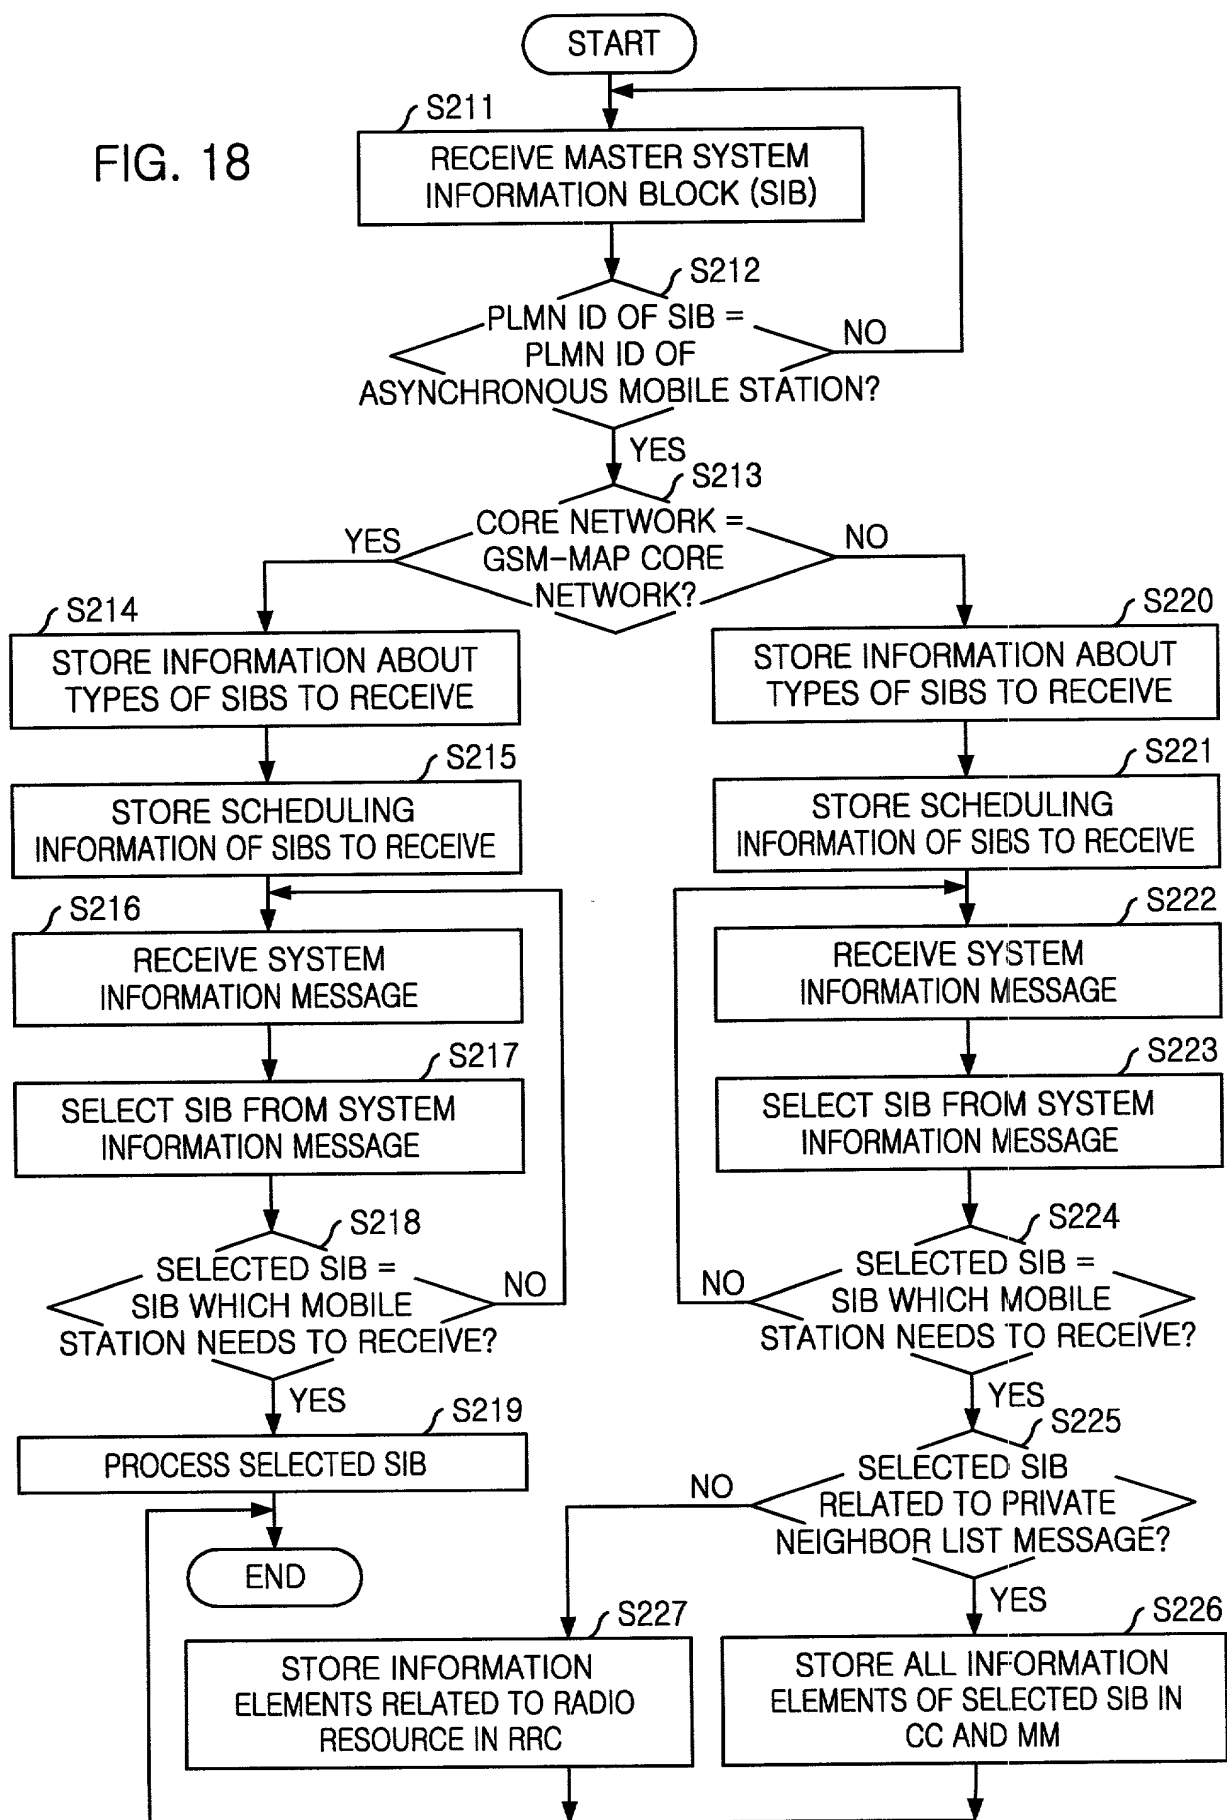 START
FIG. 18
S211
RECEIVE MASTER SYSTEM
INFORMATION BLOCK (SIB)
S212
PLMN ID OF SIB =
PLMN ID OF
ASYNCHRONOUS MOBILE STATION?
NO
YES
S213
CORE NETWORK =
GSM-MAP CORE
NETWORK?
YES
NO
S214
STORE INFORMATION ABOUT
TYPES OF SIBS TO RECEIVE
S215
STORE SCHEDULING
INFORMATION OF SIBS TO RECEIVE
S216
RECEIVE SYSTEM
INFORMATION MESSAGE
S217
SELECT SIB FROM SYSTEM
INFORMATION MESSAGE
S218
SELECTED SIB =
SIB WHICH MOBILE
STATION NEEDS TO RECEIVE?
NO
YES
S219
PROCESS SELECTED SIB
END
S220
STORE INFORMATION ABOUT
TYPES OF SIBS TO RECEIVE
S221
STORE SCHEDULING
INFORMATION OF SIBS TO RECEIVE
S222
RECEIVE SYSTEM
INFORMATION MESSAGE
S223
SELECT SIB FROM SYSTEM
INFORMATION MESSAGE
S224
SELECTED SIB =
SIB WHICH MOBILE
STATION NEEDS TO RECEIVE?
NO
YES
S225
SELECTED SIB
RELATED TO PRIVATE
NEIGHBOR LIST MESSAGE?
NO
YES
S227
STORE INFORMATION
ELEMENTS RELATED TO RADIO
RESOURCE IN RRC
S226
STORE ALL INFORMATION
ELEMENTS OF SELECTED SIB IN
CC AND MM